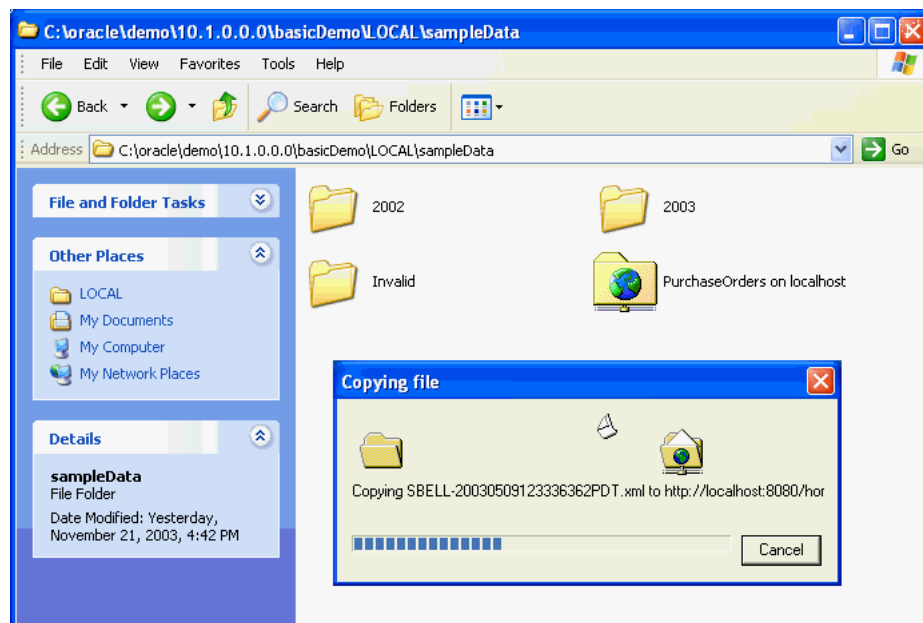 C:\oracle\demo\10.1.0.0.0\basicDemo\LOCAL\sampleData
File Edit View Favorites Tools Help
Back Search Folders
Address C:\oracle\demo\10.1.0.0.0\basicDemo\LOCAL\sampleData Go
File and Folder Tasks
Other Places
LOCAL
My Documents
My Computer
My Network Places
Details
sampleData
File Folder
Date Modified: Yesterday,
November 21, 2003, 4:42 PM
2002 2003
Invalid PurchaseOrders on localhost
Copying file
Copying SBELL-20030509123336362PDT.xml to http://localhost:8080/hor
Cancel